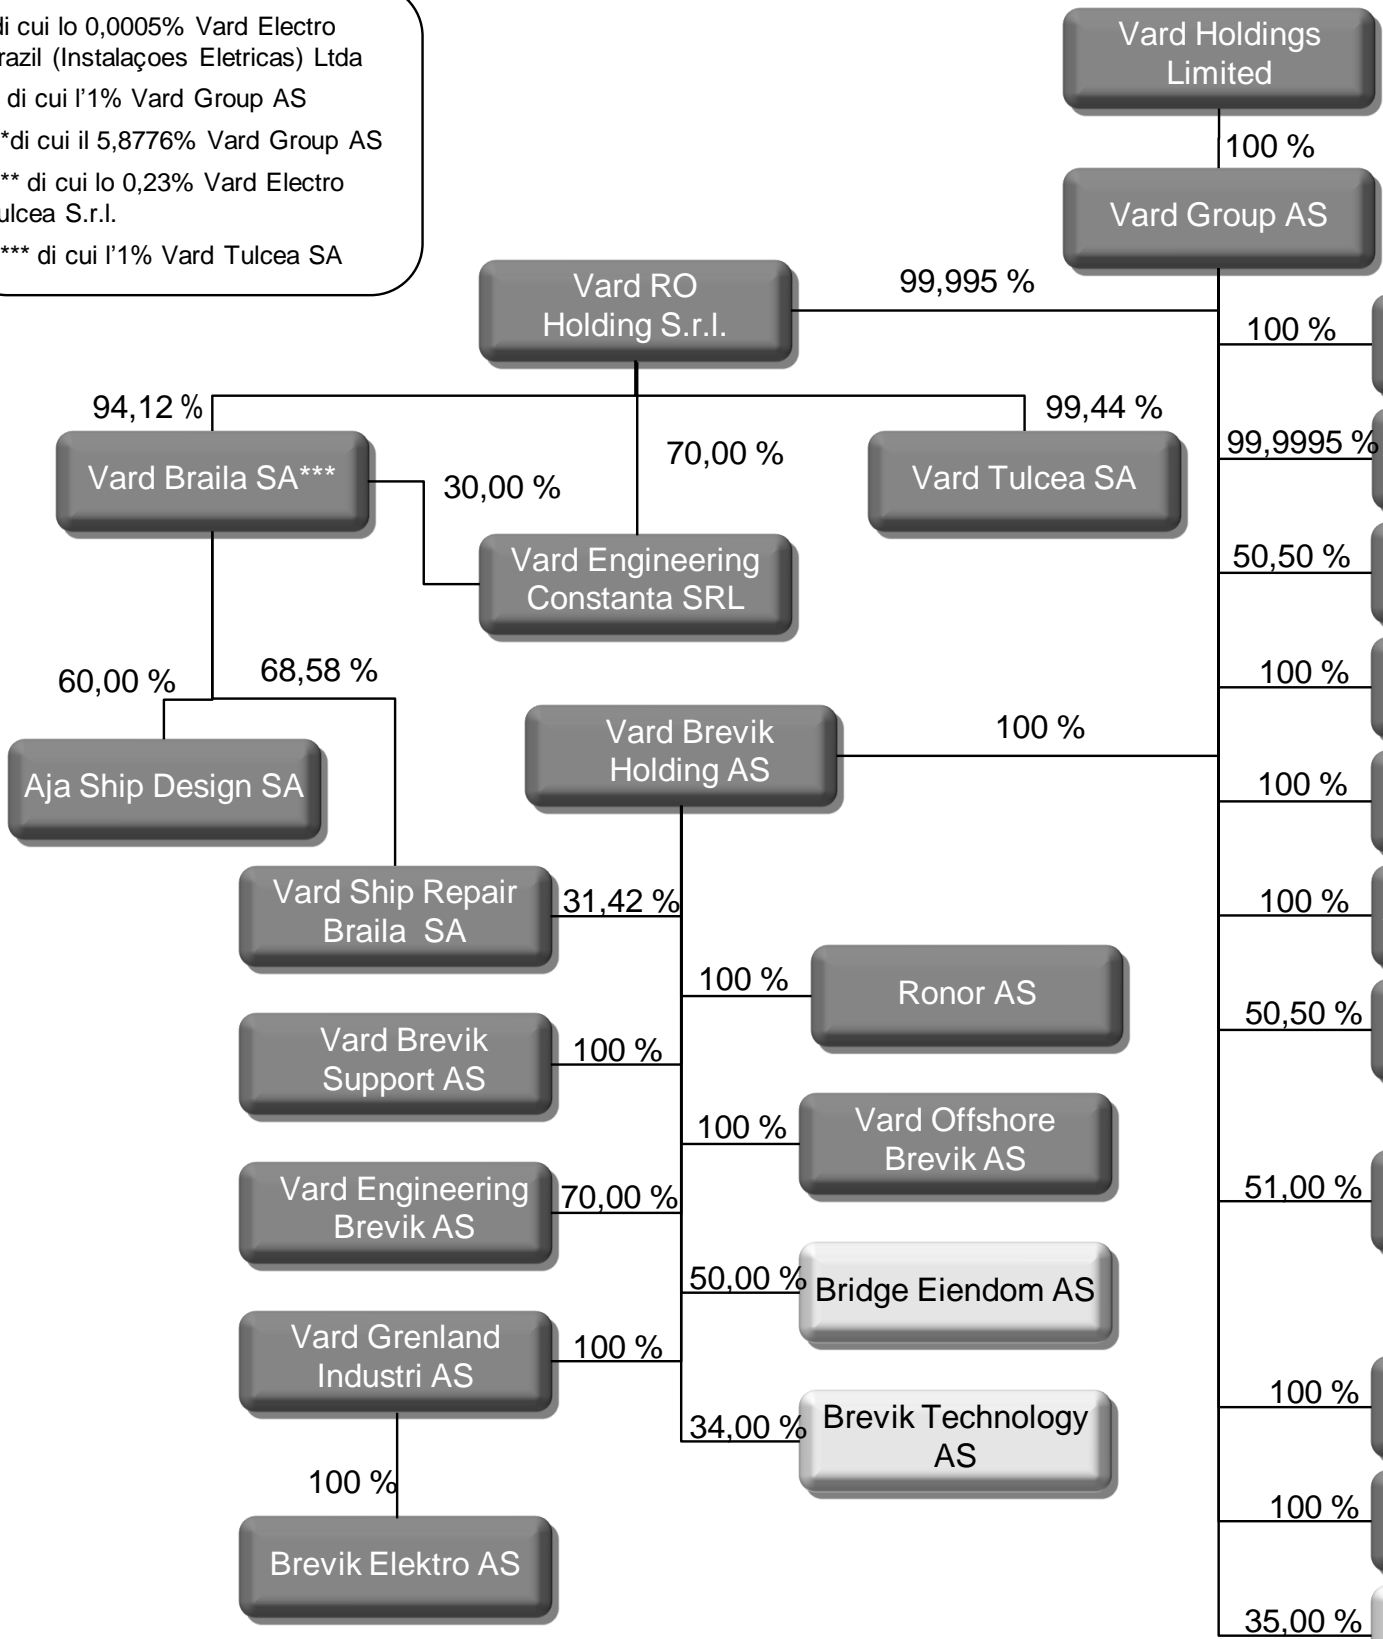 di cui lo 0,0005% Vard Electro
razil (Instalaçoes Eletricas) Ltda
di cui l'1% Vard Group AS
*di cui il 5,8776% Vard Group AS
** di cui lo 0,23% Vard Electro
ulcea S.r.l.
*** di cui l'1% Vard Tulcea SA
Vard Holdings
Limited
100 %
Vard Group AS
Vard RO
Holding S.r.l.
99,995 %
100 %
94,12 %
99,44 %
99,9995 %
Vard Braila SA***
30,00 %
70,00 %
Vard Tulcea SA
Vard Engineering
Constanta SRL
50,50 %
60,00 %
68,58 %
100 %
Vard Brevik
Holding AS
100 %
Aja Ship Design SA
100 %
Vard Ship Repair
Braila SA
31,42 %
100 %
100 %
Ronor AS
50,50 %
Vard Brevik
Support AS
100 %
100 %
Vard Offshore
Brevik AS
Vard Engineering
Brevik AS
70,00 %
51,00 %
50,00 %
Bridge Eiendom AS
Vard Grenland
Industri AS
100 %
100 %
34,00 %
Brevik Technology
AS
100 %
100 %
Brevik Elektro AS
35,00 %